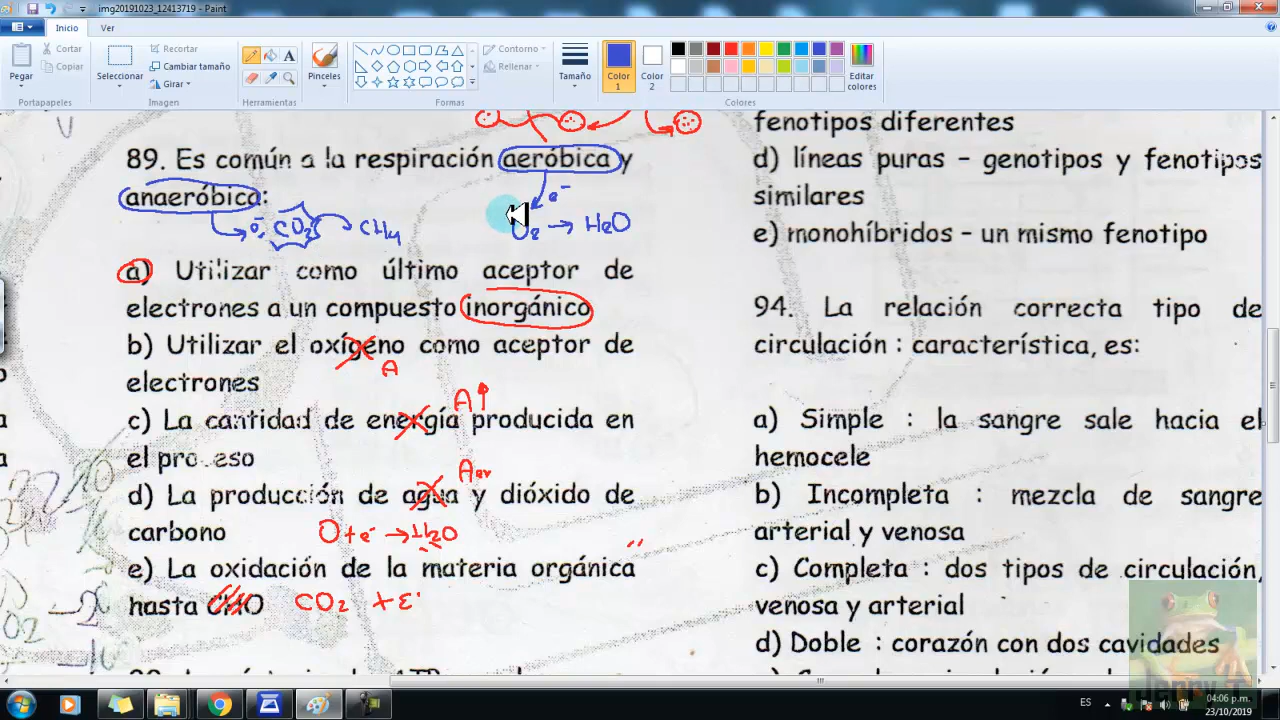 img20191023_12413719 - Paint
Inicio Ver
Pegar
Cortar
Copiar
Portapapeles
Seleccionar
Recortar
Cambiar tamaño
Girar
Imagen
Herramientas
Pinceles
Contorno
Rellenar
Formas
Tamaño
Color 1
Color 2
Editar colores
Colores
89. Es común a la respiración aeróbica y
anaeróbica:
e⁻
e⁻ CO₂ CH₄
O₂ → H₂O
a) Utilizar como último aceptor de
electrones a un compuesto inorgánico
b) Utilizar el oxígeno como aceptor de
A
electrones
A↑
c) La cantidad de energía producida en
el proceso
Aer
d) La producción de agua y dióxido de
carbono
O + e⁻ → H₂O
e) La oxidación de la materia orgánica
hasta CHO CO₂ + E
fenotipos diferentes
d) líneas puras – genotipos y fenotipos
similares
e) monohíbridos – un mismo fenotipo
94. La relación correcta tipo de
circulación : característica, es:
a) Simple : la sangre sale hacia el
hemocele
b) Incompleta : mezcla de sangre
arterial y venosa
c) Completa : dos tipos de circulación,
venosa y arterial
d) Doble : corazón con dos cavidades
Jerry T
ES
04:06 p.m.
23/10/2019